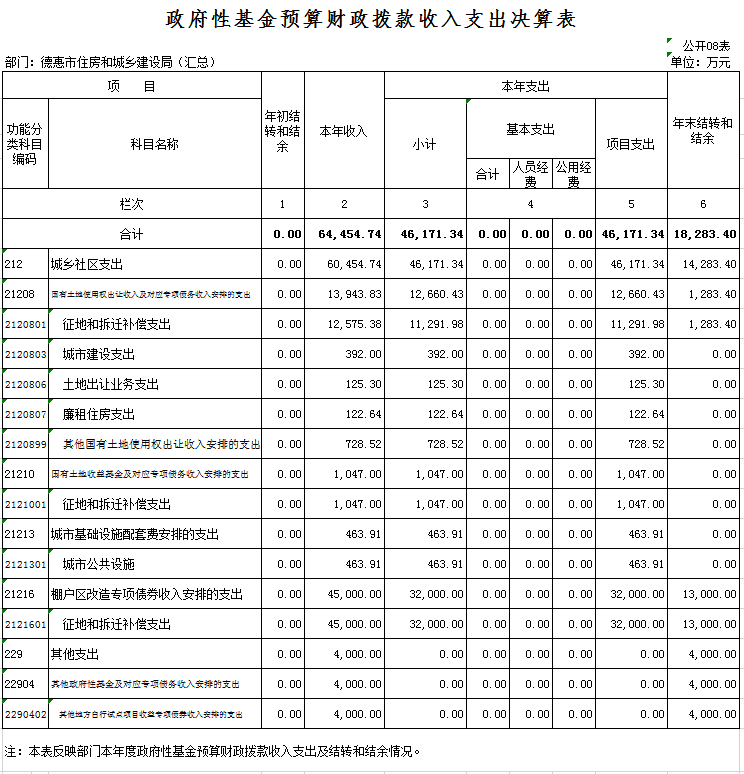 政府性基金预算财政拨款收入支出决算表
公开08表
部门：德惠市住房和城乡建设局（汇总） 单位：万元
项 目 年初结转和结余 本年收入 本年支出 年末结转和结余
功能分类科目编码 科目名称 小计 基本支出 项目支出
合计 人员经费 公用经费
栏次 1 2 3 4 5 6
合计 0.00 64,454.74 46,171.34 0.00 0.00 0.00 46,171.34 18,283.40
212 城乡社区支出 0.00 60,454.74 46,171.34 0.00 0.00 0.00 46,171.34 14,283.40
21208 国有土地使用权出让收入及对应专项债务收入安排的支出 0.00 13,943.83 12,660.43 0.00 0.00 0.00 12,660.43 1,283.40
2120801 征地和拆迁补偿支出 0.00 12,575.38 11,291.98 0.00 0.00 0.00 11,291.98 1,283.40
2120803 城市建设支出 0.00 392.00 392.00 0.00 0.00 0.00 392.00 0.00
2120806 土地出让业务支出 0.00 125.30 125.30 0.00 0.00 0.00 125.30 0.00
2120807 廉租住房支出 0.00 122.64 122.64 0.00 0.00 0.00 122.64 0.00
2120899 其他国有土地使用权出让收入安排的支出 0.00 728.52 728.52 0.00 0.00 0.00 728.52 0.00
21210 国有土地收益基金及对应专项债务收入安排的支出 0.00 1,047.00 1,047.00 0.00 0.00 0.00 1,047.00 0.00
2121001 征地和拆迁补偿支出 0.00 1,047.00 1,047.00 0.00 0.00 0.00 1,047.00 0.00
21213 城市基础设施配套费安排的支出 0.00 463.91 463.91 0.00 0.00 0.00 463.91 0.00
2121301 城市公共设施 0.00 463.91 463.91 0.00 0.00 0.00 463.91 0.00
21216 棚户区改造专项债券收入安排的支出 0.00 45,000.00 32,000.00 0.00 0.00 0.00 32,000.00 13,000.00
2121601 征地和拆迁补偿支出 0.00 45,000.00 32,000.00 0.00 0.00 0.00 32,000.00 13,000.00
229 其他支出 0.00 4,000.00 0.00 0.00 0.00 0.00 0.00 4,000.00
22904 其他政府性基金及对应专项债务收入安排的支出 0.00 4,000.00 0.00 0.00 0.00 0.00 0.00 4,000.00
2290402 其他地方自行试点项目收益专项债券收入安排的支出 0.00 4,000.00 0.00 0.00 0.00 0.00 0.00 4,000.00
注：本表反映部门本年度政府性基金预算财政拨款收入支出及结转和结余情况。